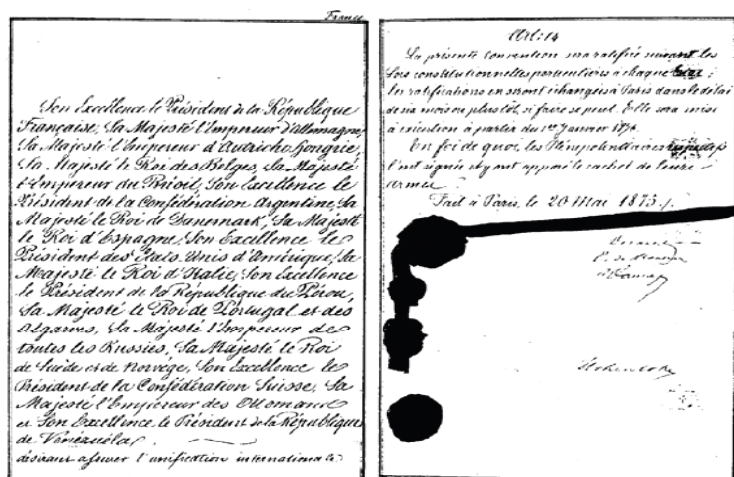 France
Son Excellence le Président de la République
Française, Sa Majesté l'Empereur d'Allemagne,
Sa Majesté l'Empereur d'Autriche-Hongrie,
Sa Majesté le Roi des Belges, Sa Majesté
l'Empereur du Brésil, Son Excellence le
Président de la Confédération Argentine, Sa
Majesté le Roi de Danemark, Sa Majesté
le Roi d'Espagne, Son Excellence le
Président des États-Unis d'Amérique, Sa
Majesté le Roi d'Italie, Son Excellence
le Président de la République du Pérou,
Sa Majesté le Roi de Portugal et des
Algarves, Sa Majesté l'Empereur de
toutes les Russies, Sa Majesté le Roi
de Suède et de Norvège, Son Excellence le
Président de la Confédération Suisse, Sa
Majesté l'Empereur des Ottomans
et Son Excellence le Président de la République
de Vénézuéla,
désirant assurer l'unification internationale
Art: 14
La présente convention sera ratifiée suivant les
lois constitutionnelles particulières à chaque Etat ;
les ratifications en seront échangées à Paris dans le délai
de six mois ou plus tôt, si faire se peut. Elle sera mise
à exécution à partir du 1er Janvier 1876.
En foi de quoi, les Plénipotentiaires respectifs
l'ont signée et y ont apposé le cachet de leurs
armes.
Fait à Paris, le 20 Mai 1875.
Hohenlohe